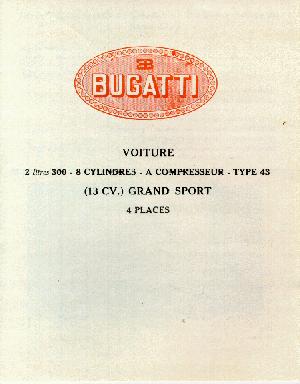 EB
BUGATTI
VOITURE
2 litres 300 - 8 CYLINDRES - A COMPRESSEUR - TYPE 43
(13 CV.) GRAND SPORT
4 PLACES